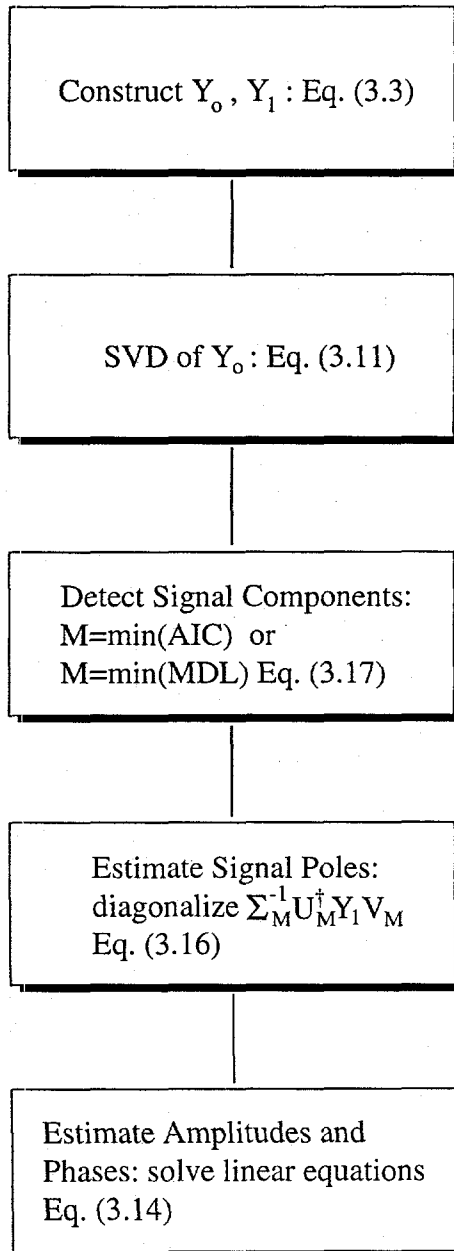 Construct Yₒ , Y₁ : Eq. (3.3)
SVD of Yₒ : Eq. (3.11)
Detect Signal Components:
M=min(AIC) or
M=min(MDL) Eq. (3.17)
Estimate Signal Poles:
diagonalize Σ_M^-1 U_M^† Y₁ V_M
Eq. (3.16)
Estimate Amplitudes and
Phases: solve linear equations
Eq. (3.14)